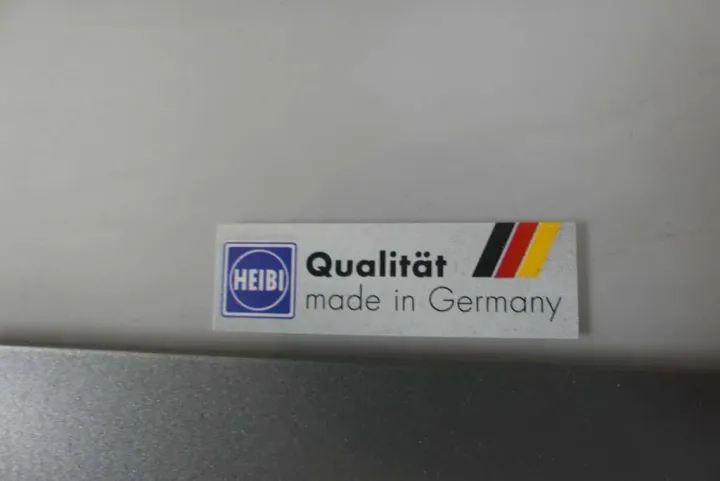 HEIBI
Qualität
made in Germany